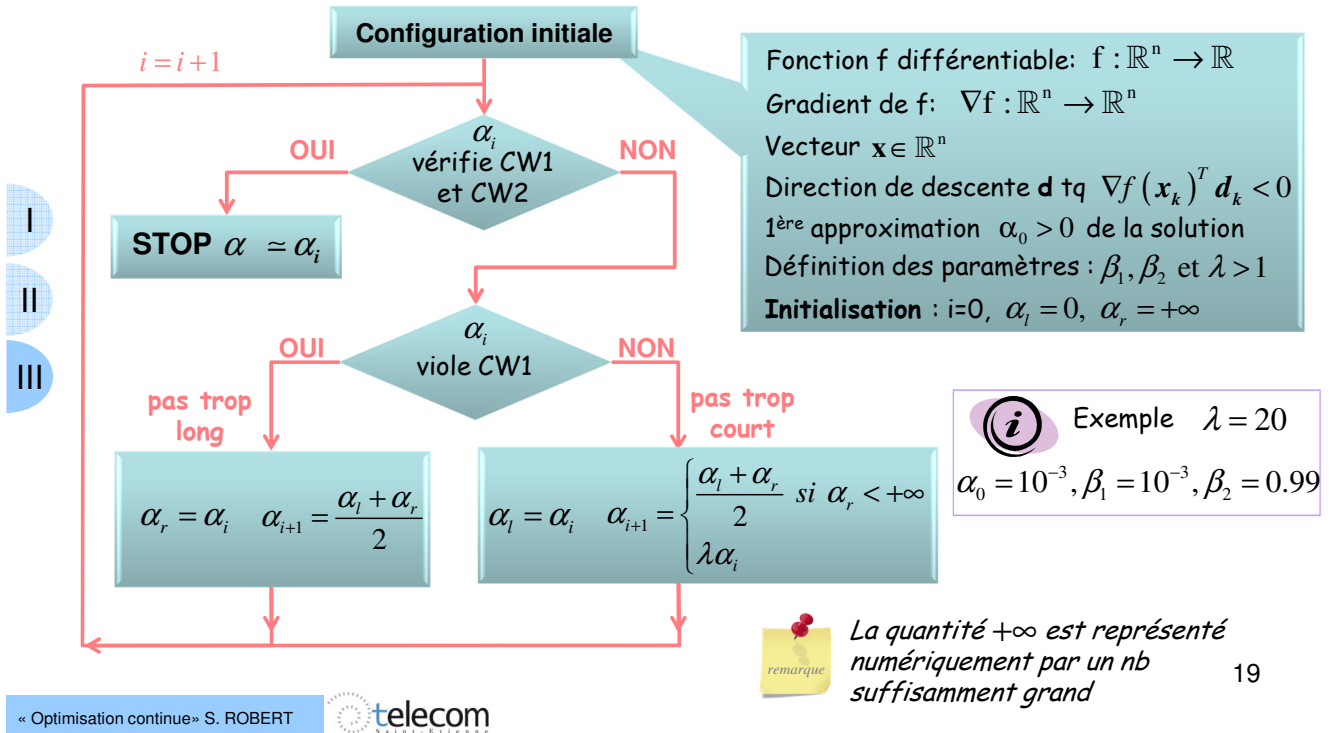 Configuration initiale
i = i+1
Fonction f différentiable: f : ℝⁿ → ℝ
Gradient de f: ∇f : ℝⁿ → ℝⁿ
Vecteur x ∈ ℝⁿ
Direction de descente d tq ∇f(x_k)^T d_k < 0
1ère approximation α₀ > 0 de la solution
Définition des paramètres : β₁, β₂ et λ > 1
Initialisation : i=0, α_l = 0, α_r = +∞
α_i
vérifie CW1
et CW2
OUI
NON
STOP α ≃ α_i
α_i
viole CW1
OUI
NON
pas trop
long
pas trop
court
α_r = α_i α_{i+1} = (α_l + α_r)/2
α_l = α_i α_{i+1} = { (α_l + α_r)/2 si α_r < +∞
λα_i
i Exemple λ = 20
α₀ = 10⁻³, β₁ = 10⁻³, β₂ = 0.99
I
II
III
remarque
La quantité +∞ est représenté
numériquement par un nb
suffisamment grand
19
« Optimisation continue» S. ROBERT
telecom
Saint-Etienne